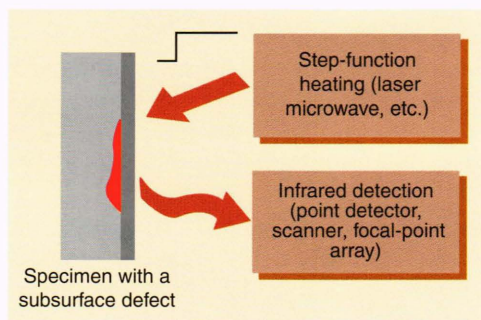 Step-function
heating (laser
microwave, etc.)
Infrared detection
(point detector,
scanner, focal-point
array)
Specimen with a
subsurface defect